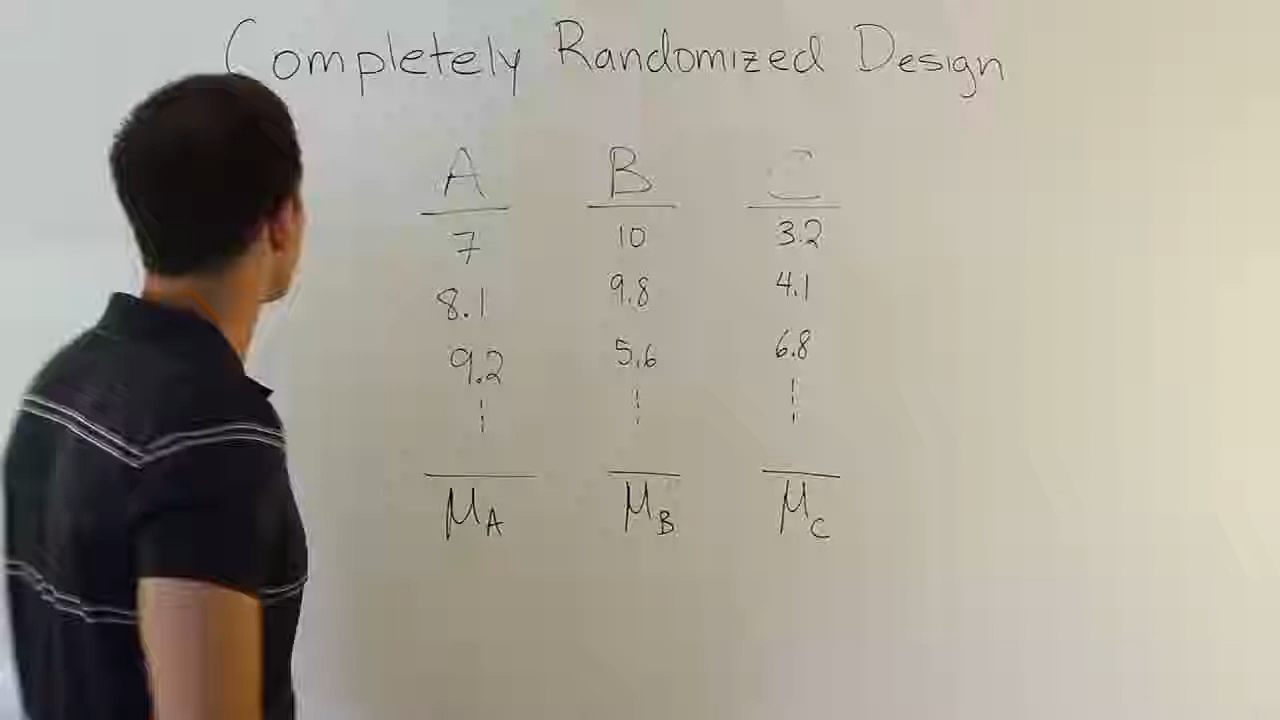 Completely Randomized Design
A B C
7 10 3.2
8.1 9.8 4.1
9.2 5.6 6.8
μA μB μC